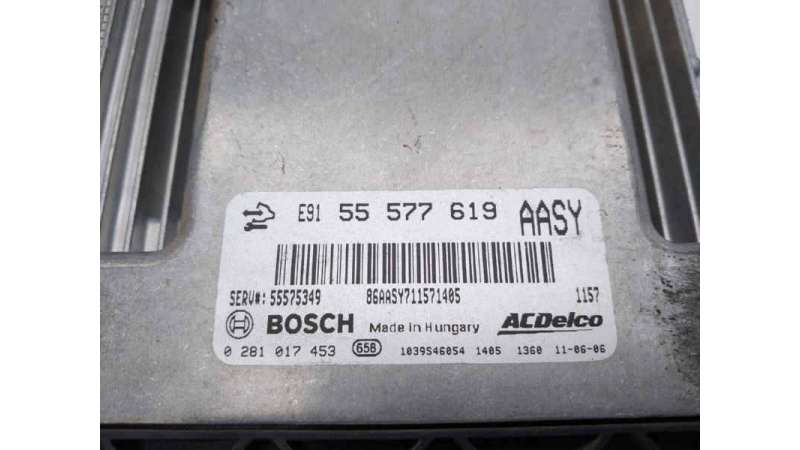 E91 55 577 619 AASY
SERV#: 55575349 86AASY711571405 1157
BOSCH Made in Hungary ACDelco
0 281 017 453 658 1039S46054 1405 1360 11-06-06